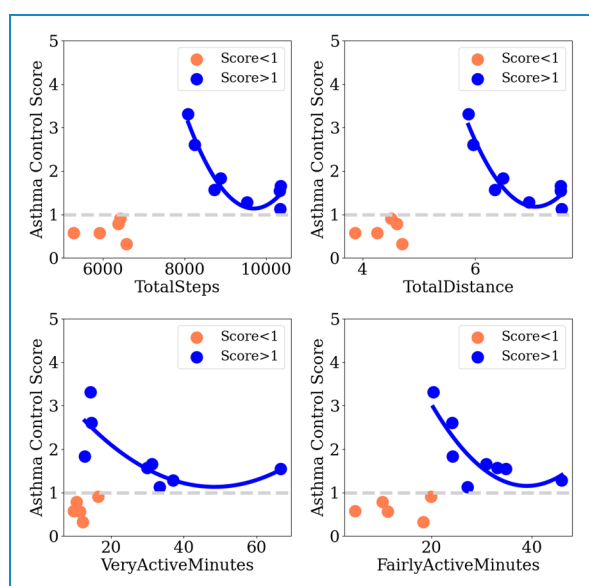 5
4
3
2
1
0
Asthma Control Score
Score<1
Score>1
6000 8000 10000
TotalSteps
5
4
3
2
1
0
Asthma Control Score
Score<1
Score>1
4 6
TotalDistance
5
4
3
2
1
0
Asthma Control Score
Score<1
Score>1
20 40 60
VeryActiveMinutes
5
4
3
2
1
0
Asthma Control Score
Score<1
Score>1
20 40
FairlyActiveMinutes